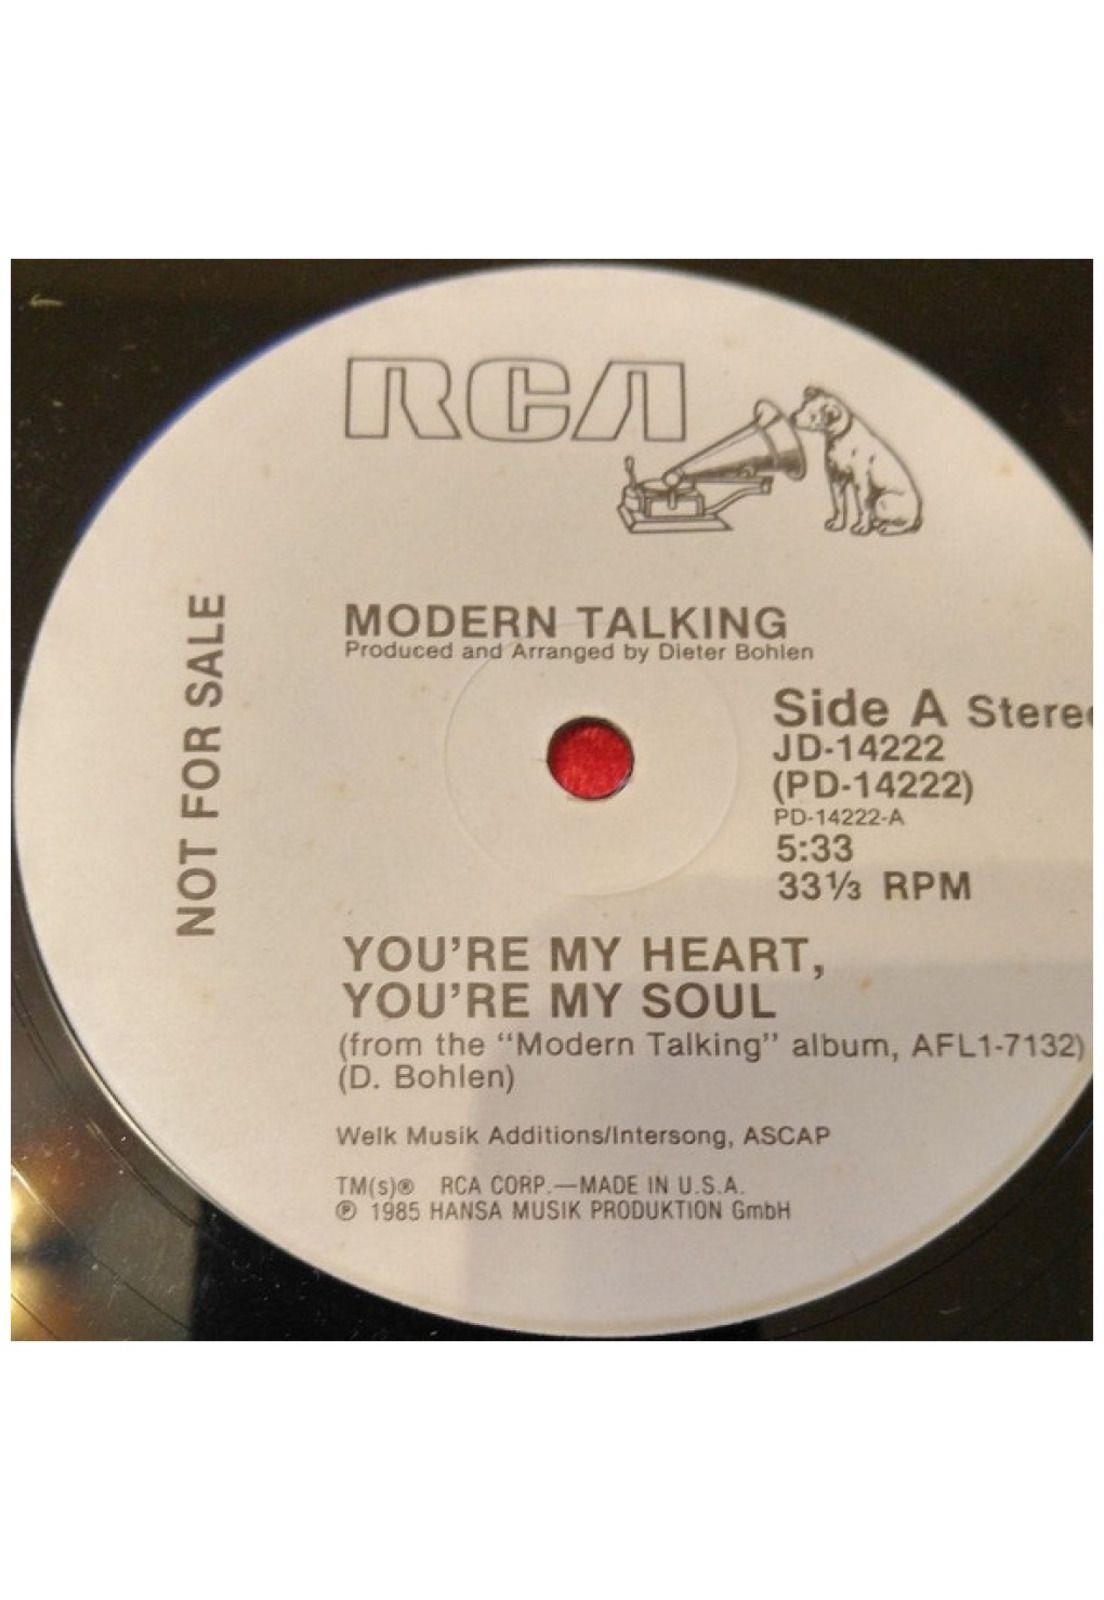 RCA
NOT FOR SALE
MODERN TALKING
Produced and Arranged by Dieter Bohlen
Side A Stereo
JD-14222
(PD-14222)
PD-14222-A
5:33
33⅓ RPM
YOU'RE MY HEART,
YOU'RE MY SOUL
(from the "Modern Talking" album, AFL1-7132)
(D. Bohlen)
Welk Musik Additions/Intersong, ASCAP
TM(s)® RCA CORP.—MADE IN U.S.A.
℗ 1985 HANSA MUSIK PRODUKTION GmbH